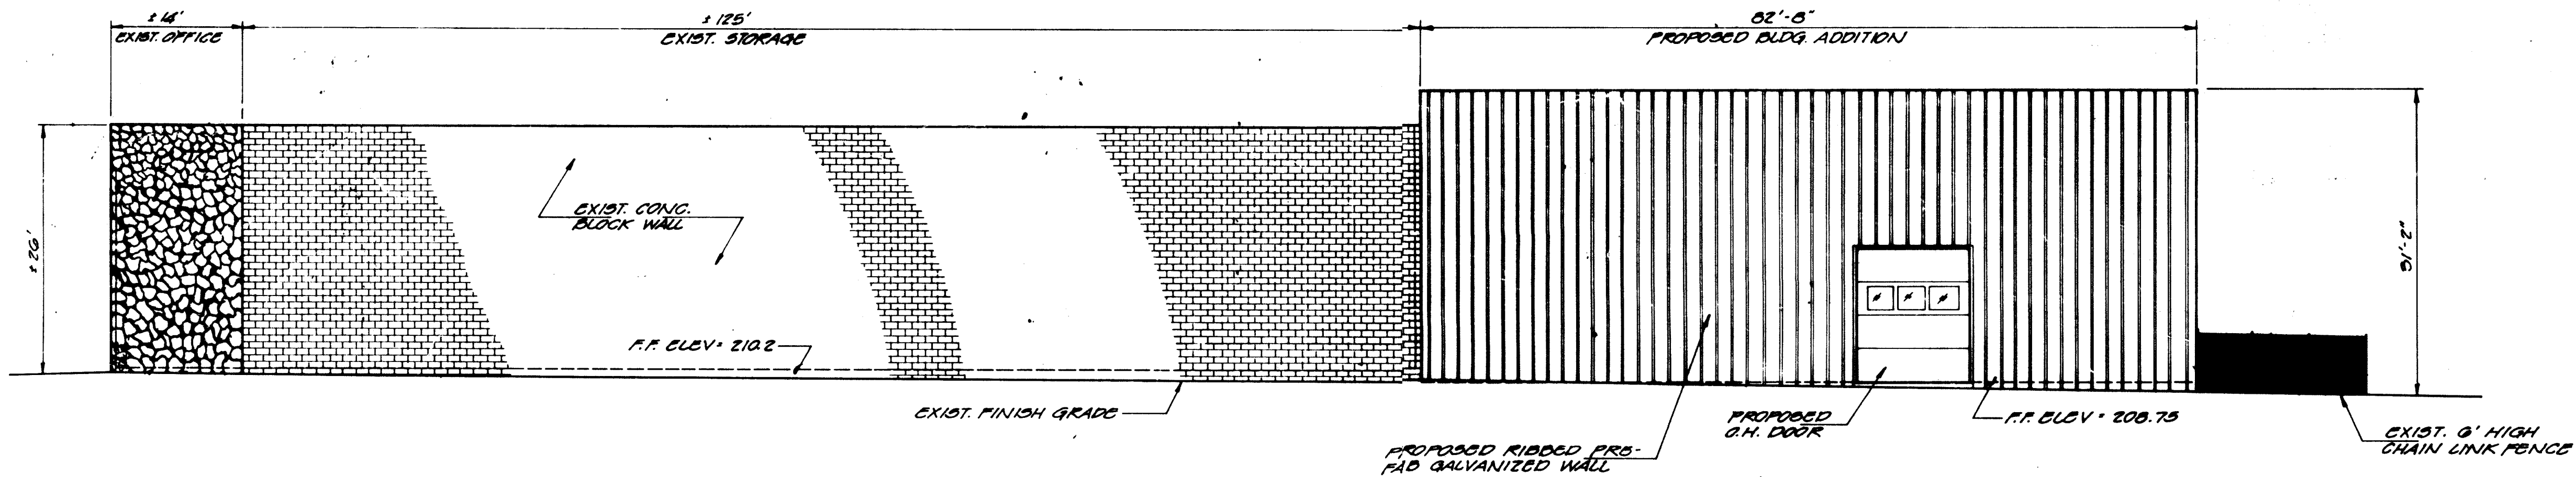 ± 14'
EXIST. OFFICE
± 125'
EXIST. STORAGE
82'-8"
PROPOSED BLDG. ADDITION
± 26'
EXIST. CONC.
BLOCK WALL
F.F. ELEV = 210.2
31'-2"
EXIST. FINISH GRADE
PROPOSED
O.H. DOOR
F.F. ELEV = 208.75
PROPOSED RIBBED PRE-
FAB GALVANIZED WALL
EXIST. 6' HIGH
CHAIN LINK FENCE